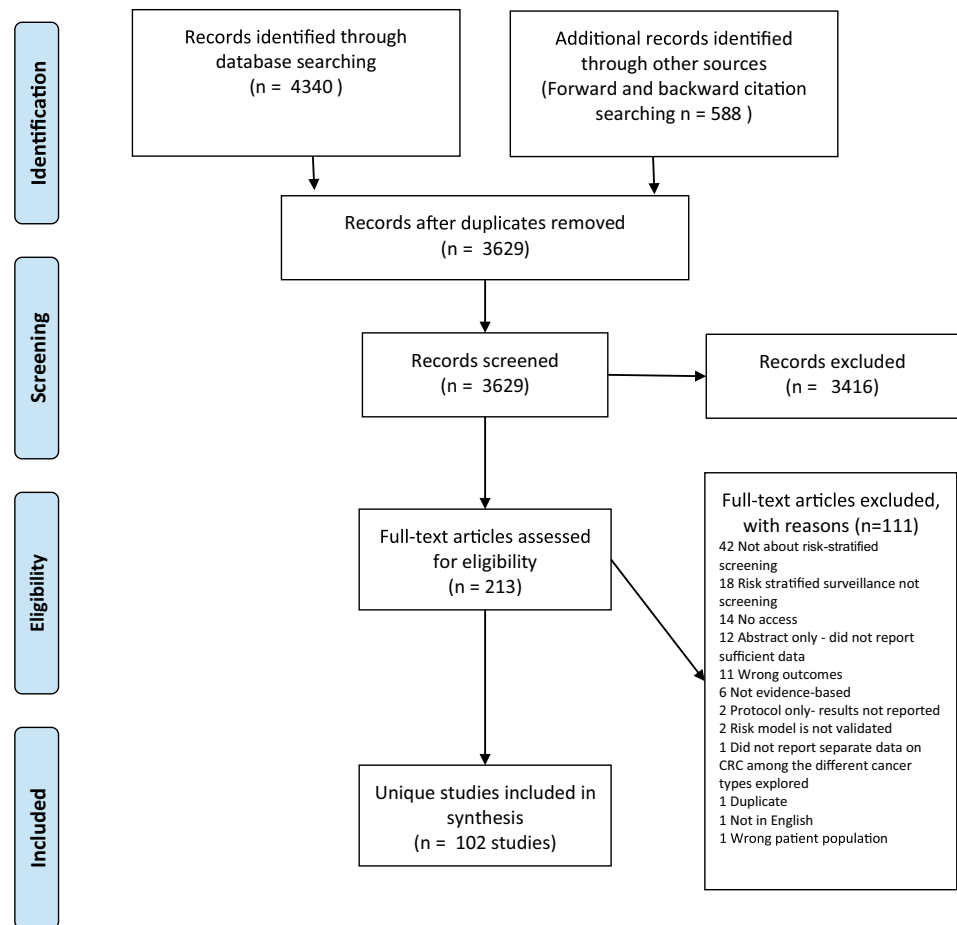 Identification
Records identified through
database searching
(n = 4340 )
Additional records identified
through other sources
(Forward and backward citation
searching n = 588 )
Records after duplicates removed
(n = 3629)
Screening
Records screened
(n = 3629)
Records excluded
(n = 3416)
Eligibility
Full-text articles assessed
for eligibility
(n = 213)
Full-text articles excluded,
with reasons (n=111)
42 Not about risk-stratified
screening
18 Risk stratified surveillance not
screening
14 No access
12 Abstract only - did not report
sufficient data
11 Wrong outcomes
6 Not evidence-based
2 Protocol only- results not reported
2 Risk model is not validated
1 Did not report separate data on
CRC among the different cancer
types explored
1 Duplicate
1 Not in English
1 Wrong patient population
Included
Unique studies included in
synthesis
(n = 102 studies)